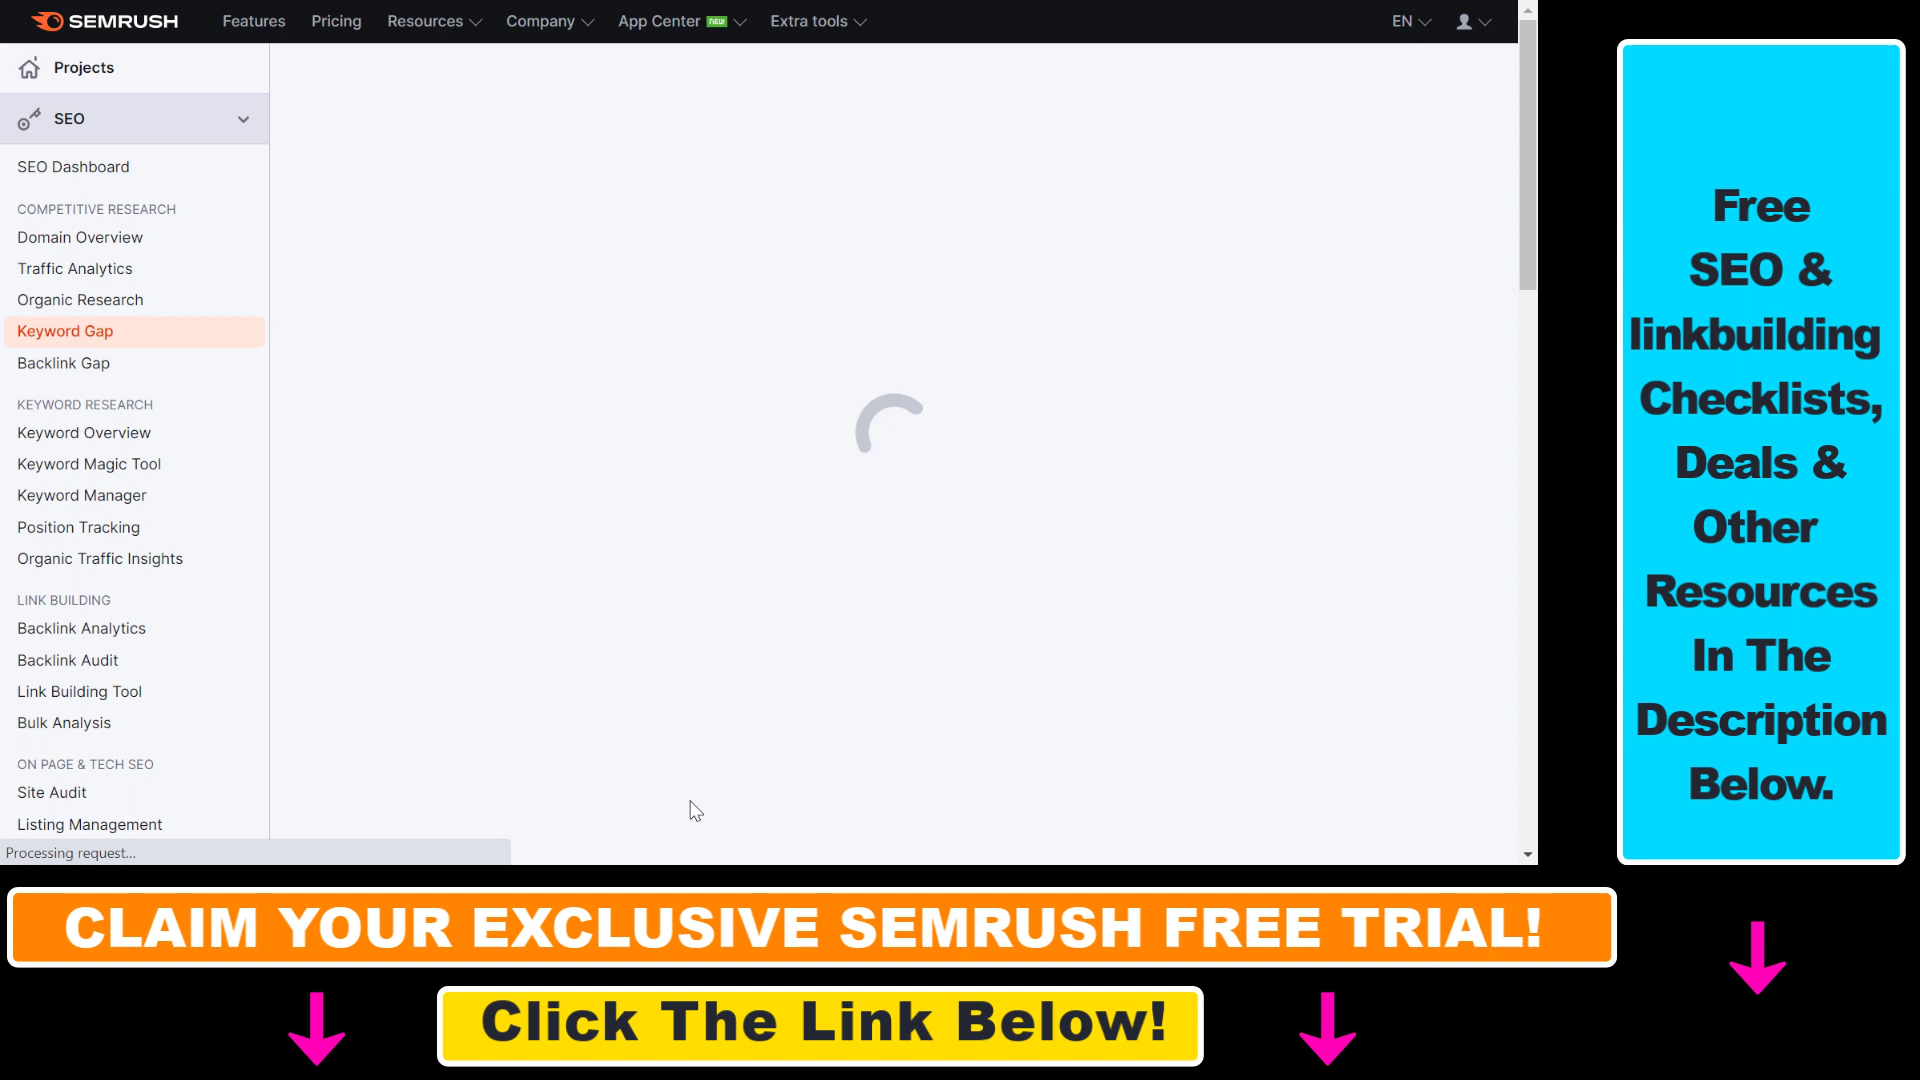 SEMRUSH
Features
Pricing
Resources
Company
App Center new
Extra tools
EN
Projects
SEO
SEO Dashboard
COMPETITIVE RESEARCH
Domain Overview
Traffic Analytics
Organic Research
Keyword Gap
Backlink Gap
KEYWORD RESEARCH
Keyword Overview
Keyword Magic Tool
Keyword Manager
Position Tracking
Organic Traffic Insights
LINK BUILDING
Backlink Analytics
Backlink Audit
Link Building Tool
Bulk Analysis
ON PAGE & TECH SEO
Site Audit
Listing Management
Processing request...
Free
SEO &
linkbuilding
Checklists,
Deals &
Other
Resources
In The
Description
Below.
CLAIM YOUR EXCLUSIVE SEMRUSH FREE TRIAL!
Click The Link Below!